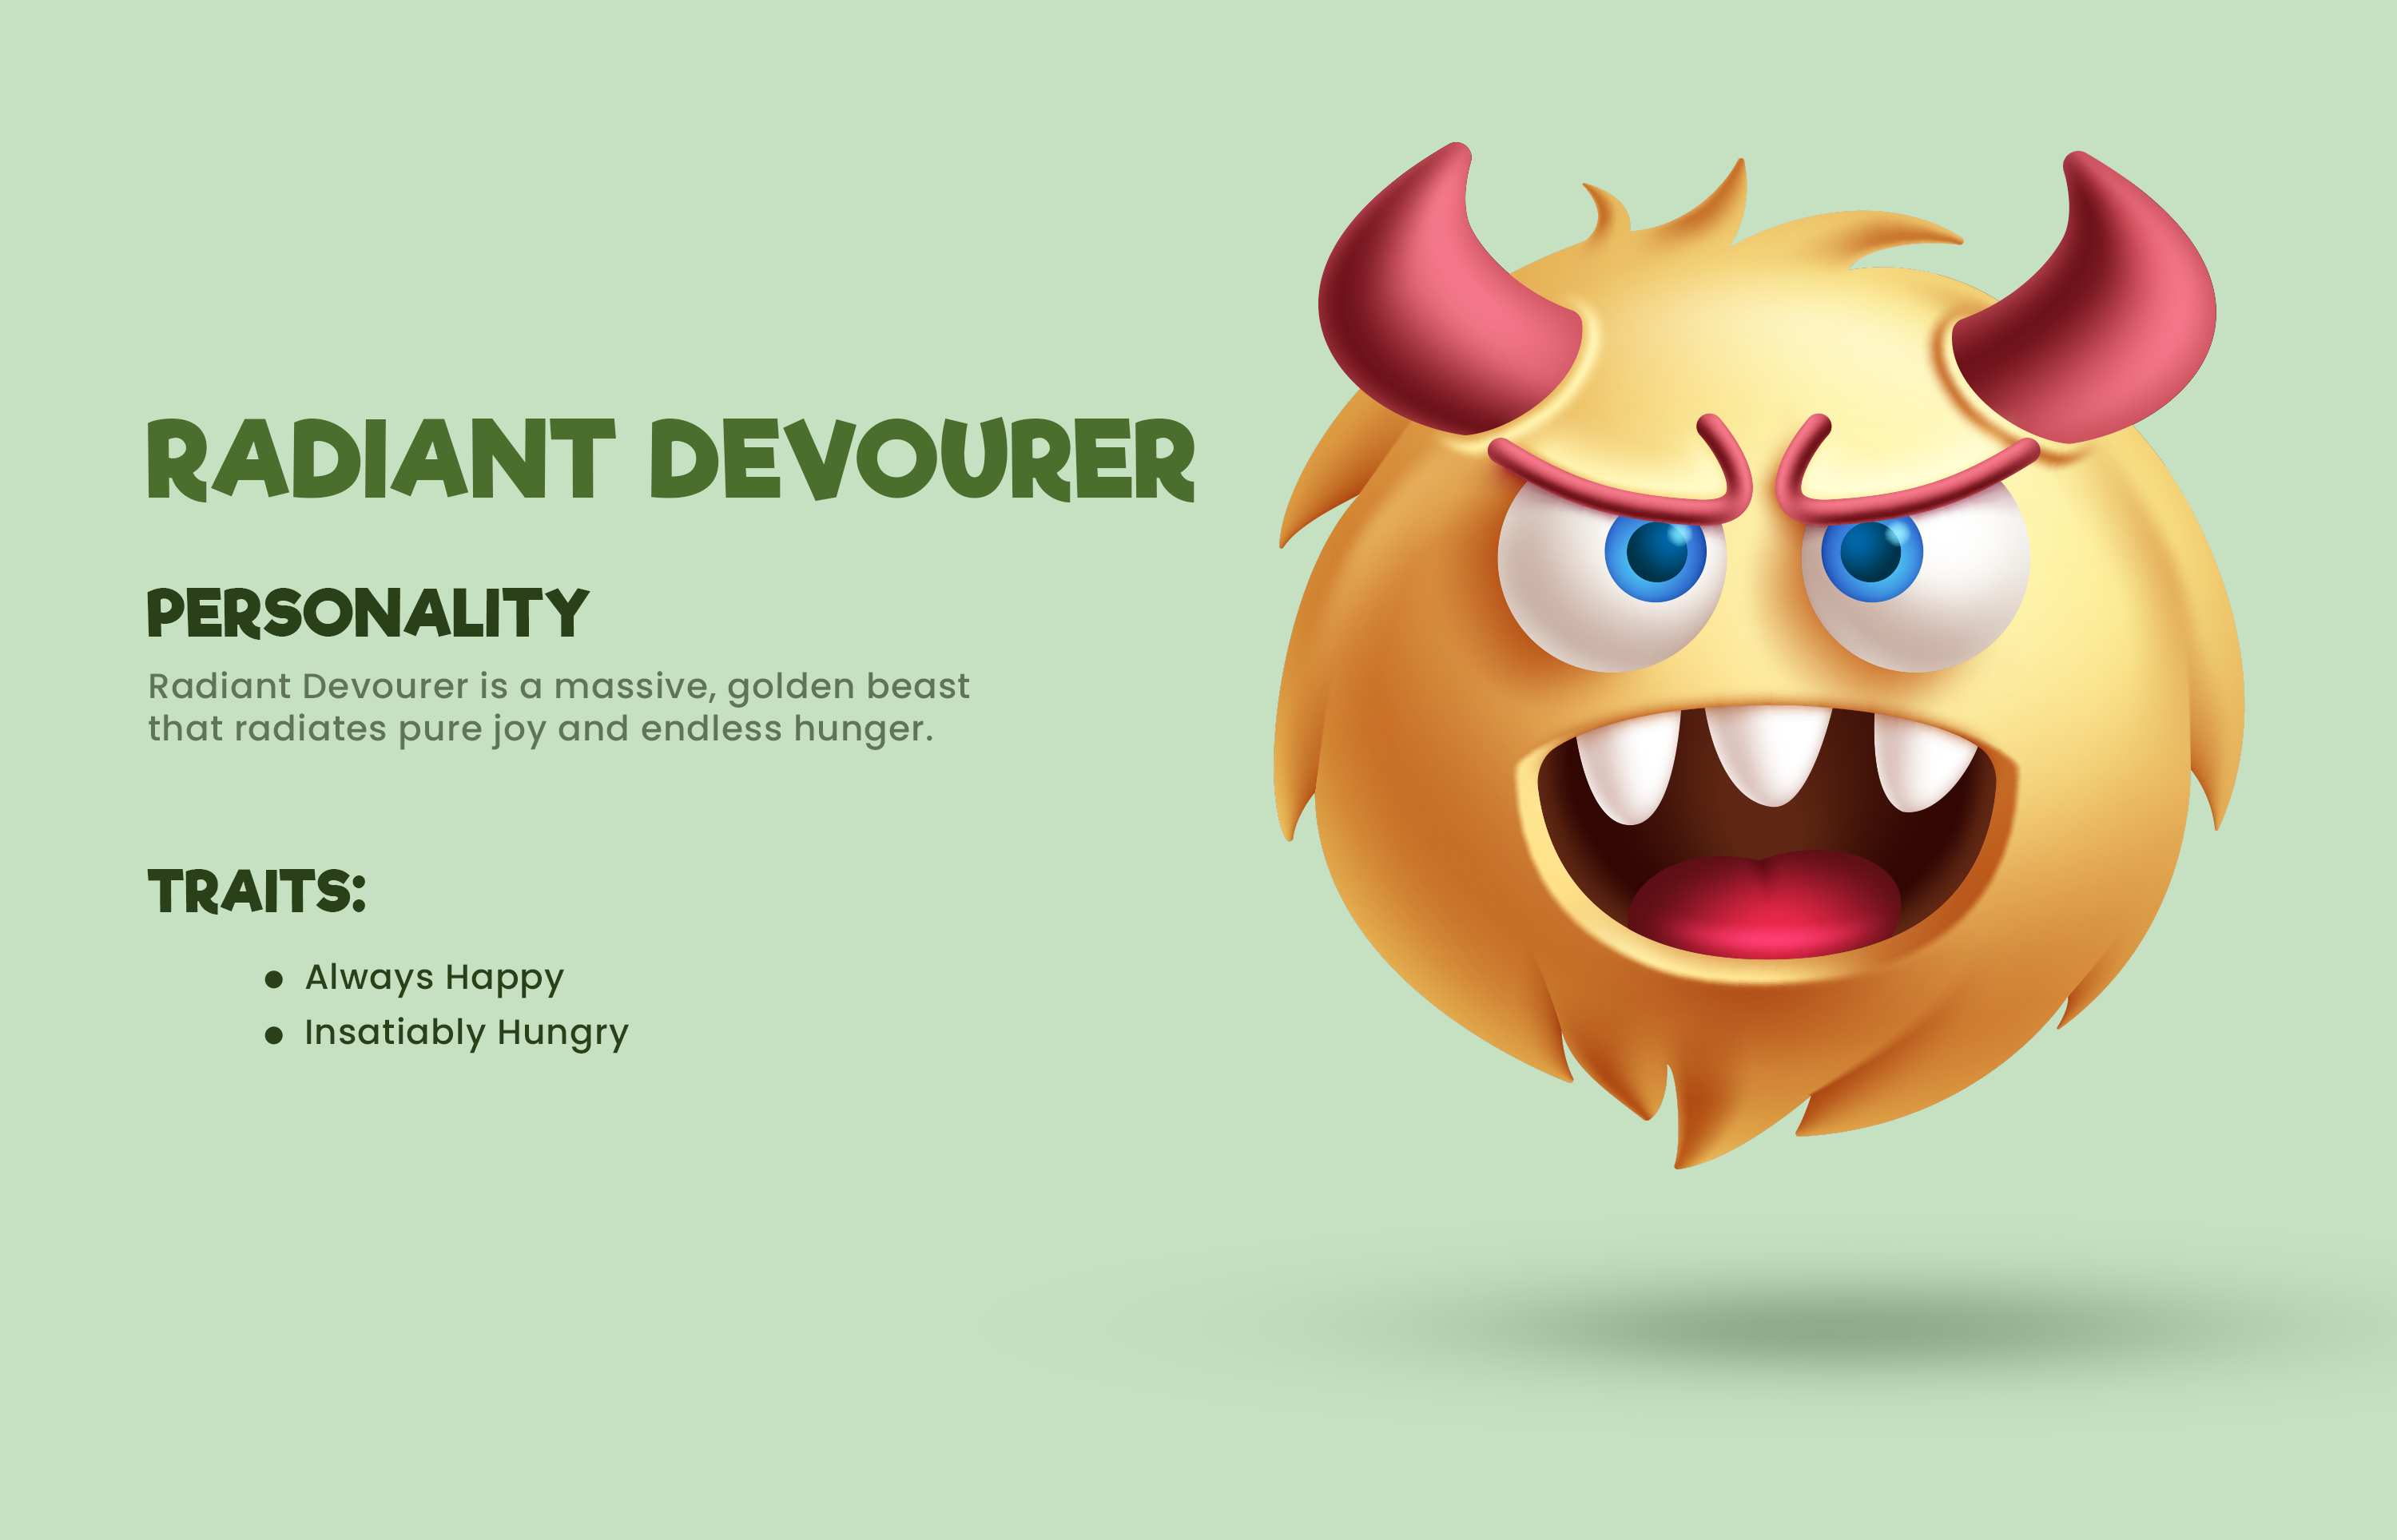 RADIANT DEVOURER
PERSONALITY
Radiant Devourer is a massive, golden beast
that radiates pure joy and endless hunger.
TRAITS:
● Always Happy
● Insatiably Hungry